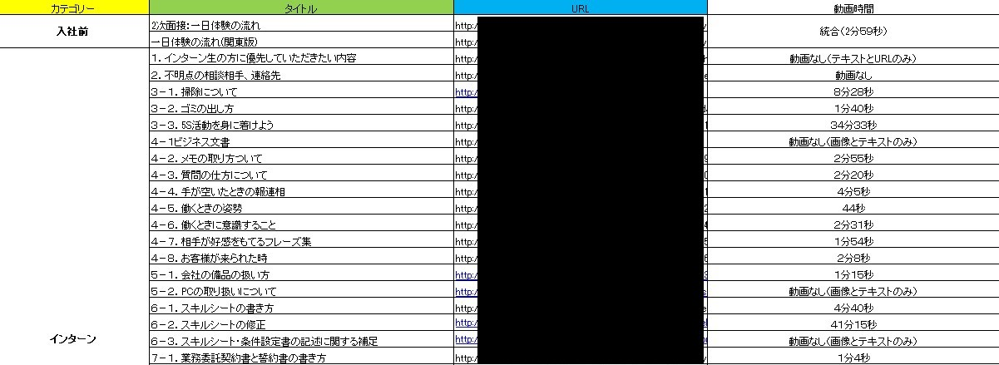 カテゴリー タイトル URL 動画時間
入社前 2次面接:一日体験の流れ http:/ 統合(2分59秒)
一日体験の流れ(関東版) http:/
インターン 1. インターン生の方に優先していただきたい内容 http:/ 動画なし(テキストとURLのみ)
2. 不明点の相談相手、連絡先 http:/ 動画なし
3-1. 掃除について http:/ 8分28秒
3-2. ゴミの出し方 http:/ 1分40秒
3-3. 5S活動を身に着けよう http:/ 34分33秒
4-1ビジネス文書 http:/ 動画なし(画像とテキストのみ)
4-2. メモの取り方ついて http:/ 2分55秒
4-3. 質問の仕方について http:/ 2分20秒
4-4. 手が空いたときの報連相 http:/ 4分5秒
4-5. 働くときの姿勢 http:/ 44秒
4-6. 働くときに意識すること http:/ 2分31秒
4-7. 相手が好感をもてるフレーズ集 http:/ 1分54秒
4-8. お客様が来られた時 http:/ 2分8秒
5-1. 会社の備品の扱い方 http:/ 1分15秒
5-2. PCの取り扱いについて http:/ 動画なし(画像とテキストのみ)
6-1. スキルシートの書き方 http:/ 4分40秒
6-2. スキルシートの修正 http:/ 41分15秒
6-3. スキルシート・条件設定書の記述に関する補足 http:/ 動画なし(画像とテキストのみ)
7-1. 業務委託契約書と誓約書の書き方 http:/ 1分4秒